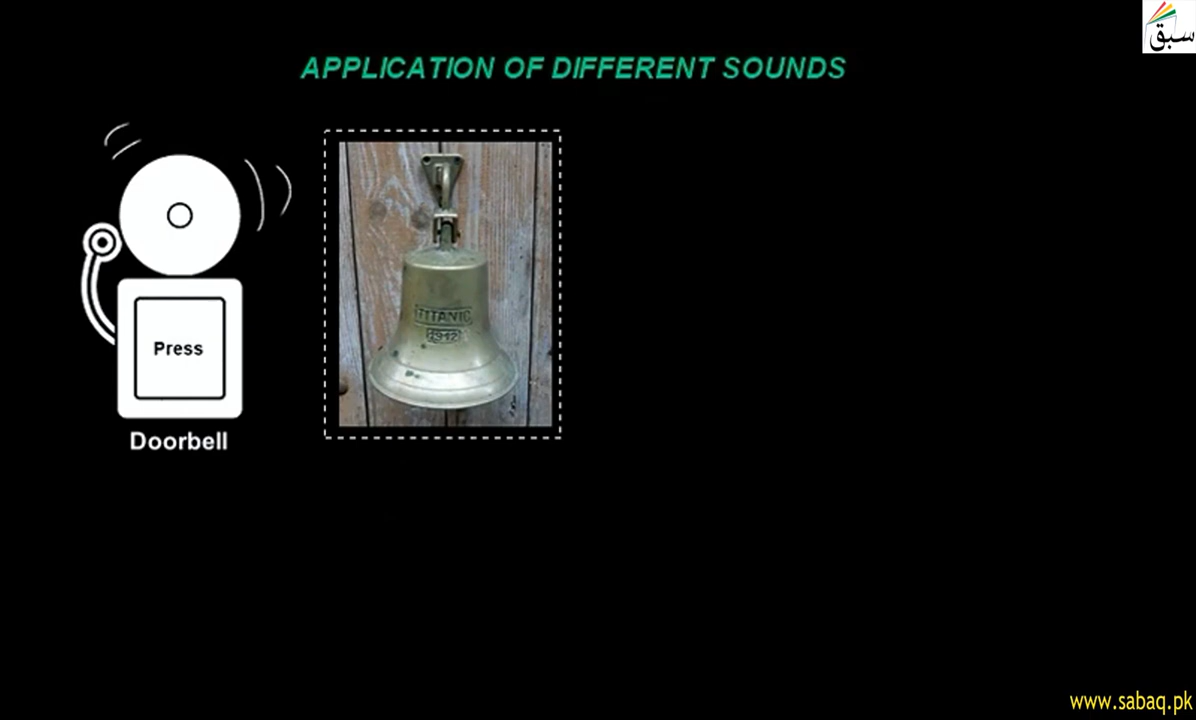 سبق
APPLICATION OF DIFFERENT SOUNDS
TITANIC
1912
Press
Doorbell
www.sabaq.pk